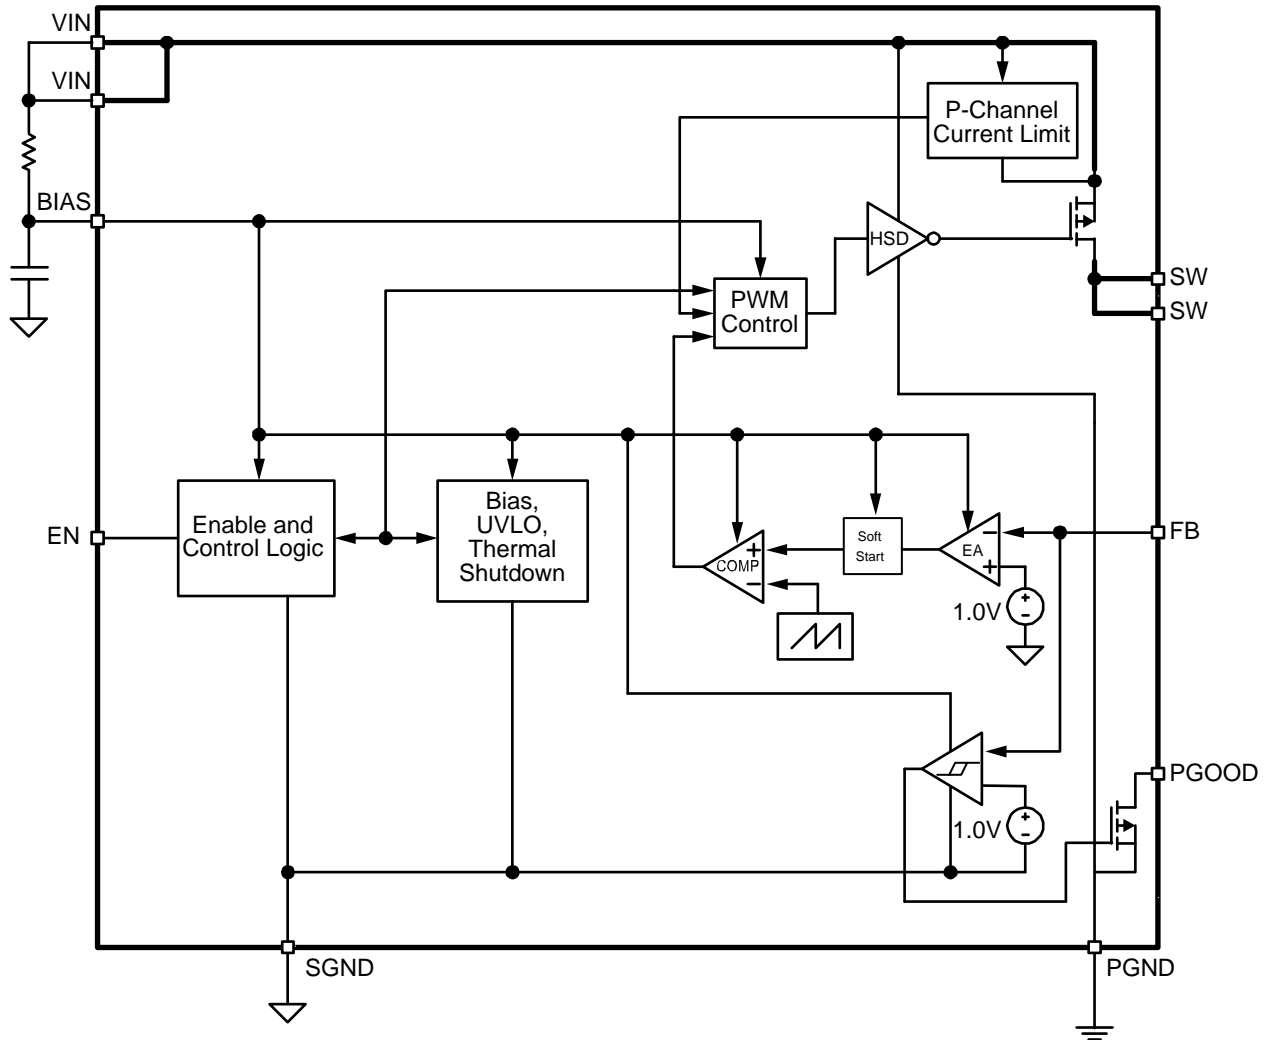 VIN
VIN
P-Channel
Current Limit
BIAS
HSD
SW
PWM
Control
SW
EN
Enable and
Control Logic
Bias,
UVLO,
Thermal
Shutdown
COMP
+
−
Soft
Start
EA
−
+
FB
1.0V
+
−
PGOOD
1.0V
+
−
SGND
PGND